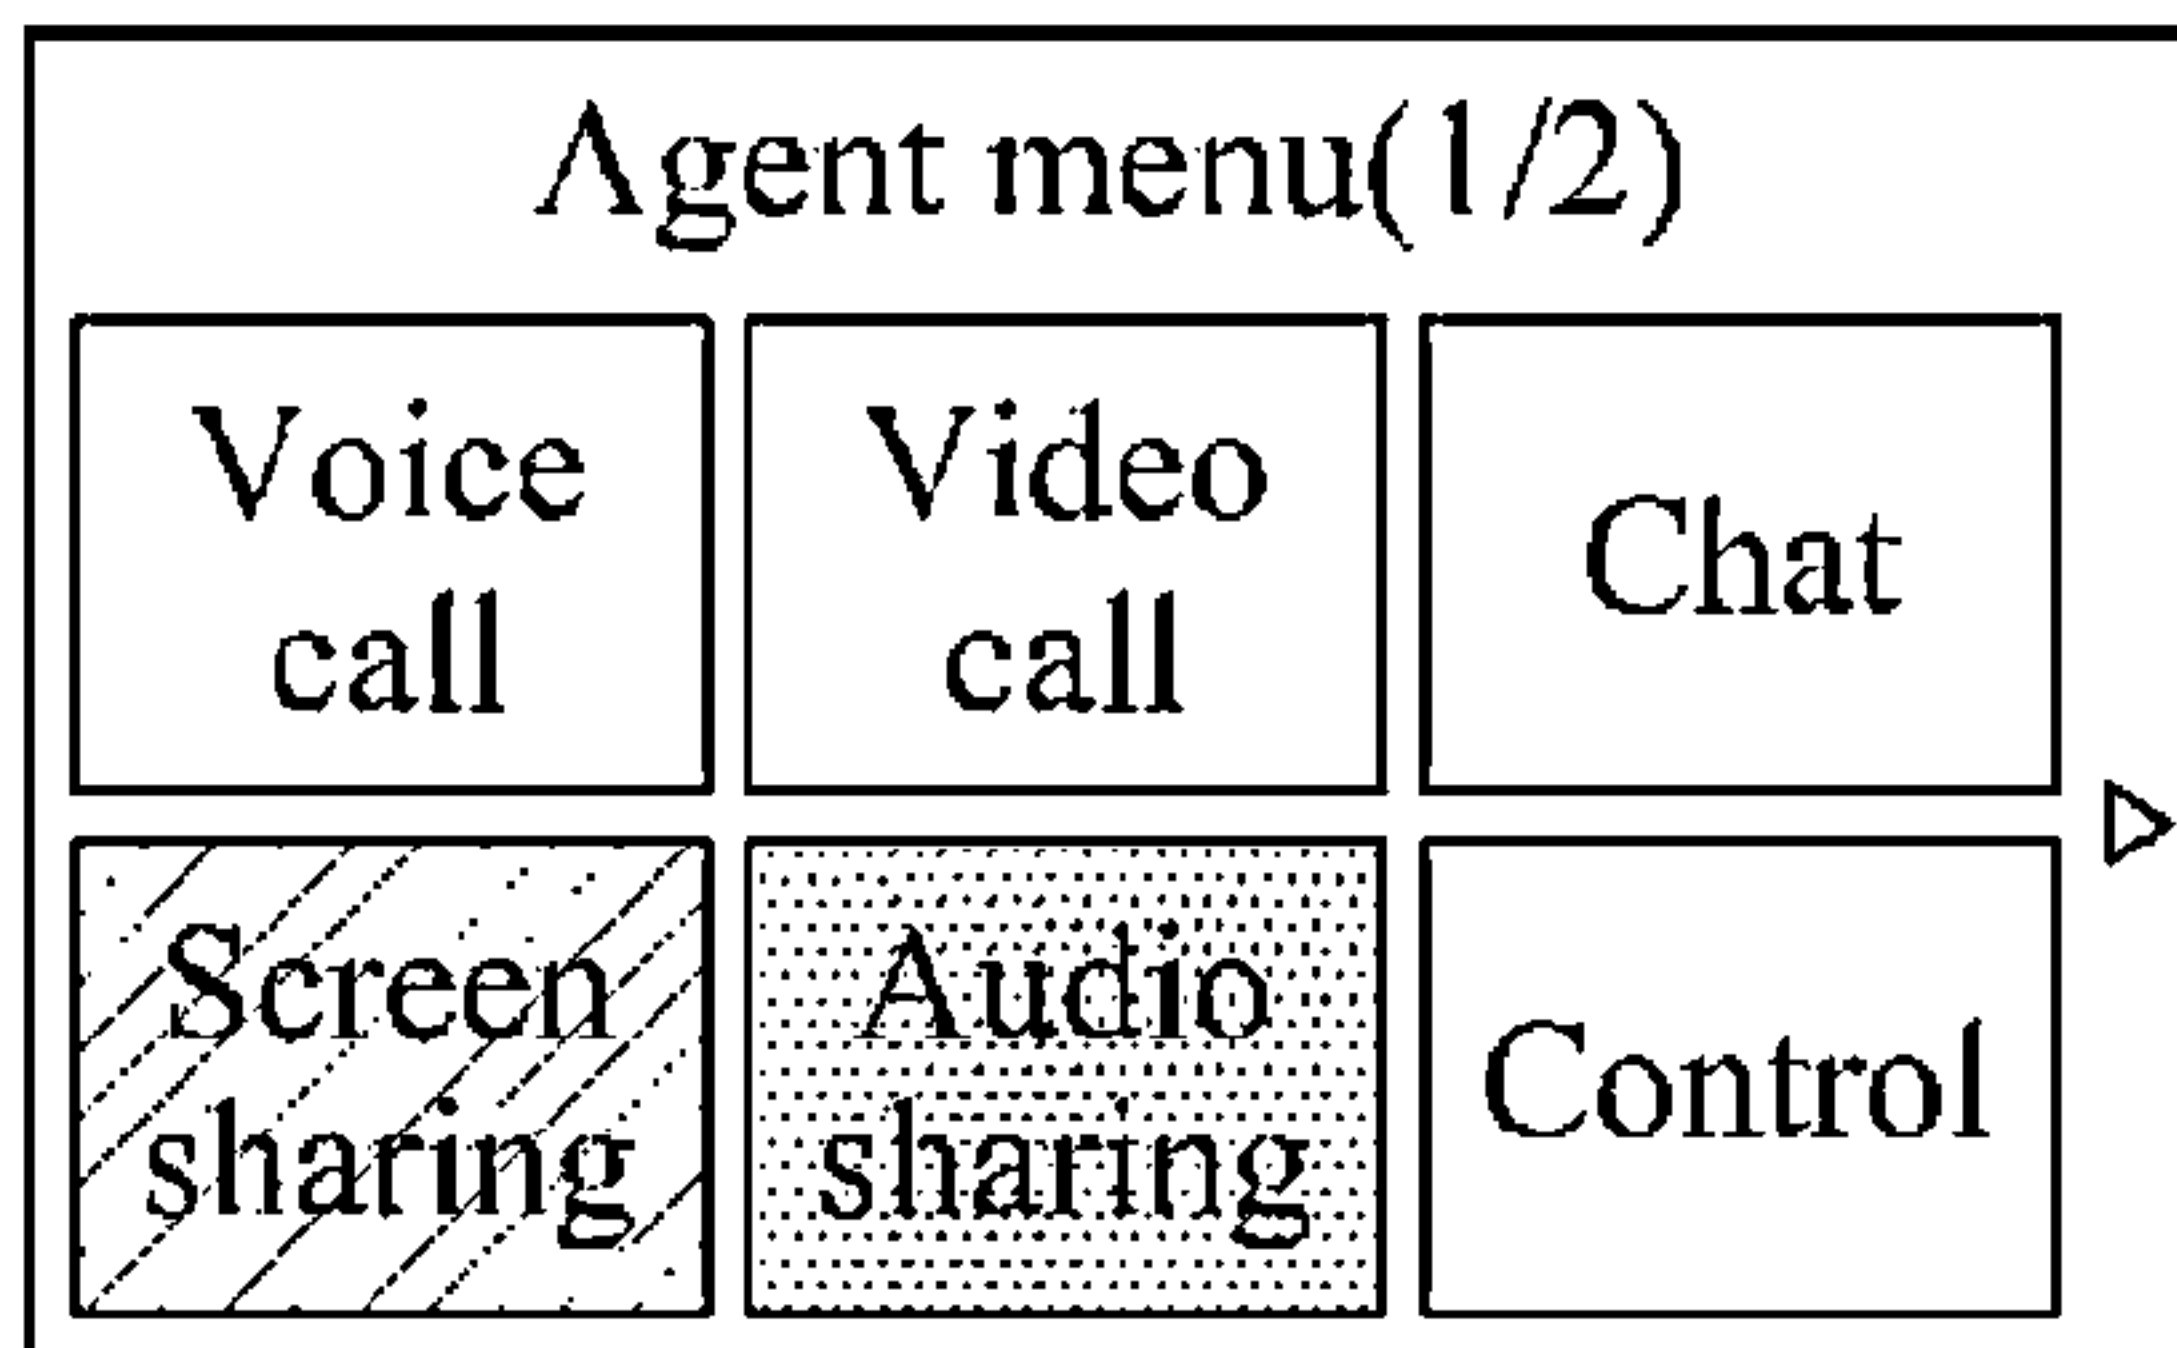 Agent menu(1/2)
Voice
call
Video
call
Chat
Screen
sharing
Audio
sharing
Control